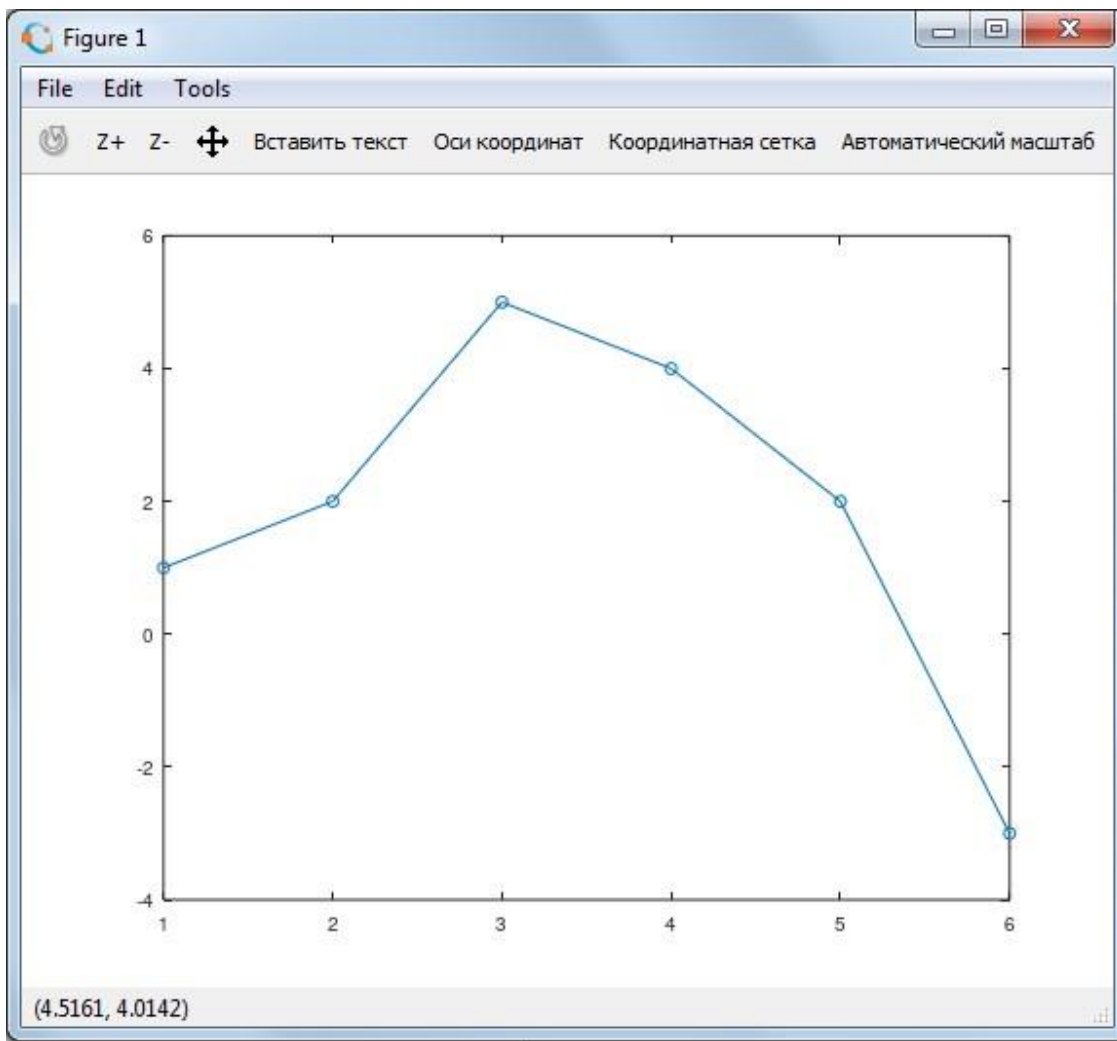 Figure 1
File Edit Tools
Z+ Z- Вставить текст Оси координат Координатная сетка Автоматический масштаб
6
4
2
0
-2
-4
1 2 3 4 5 6
(4.5161, 4.0142)